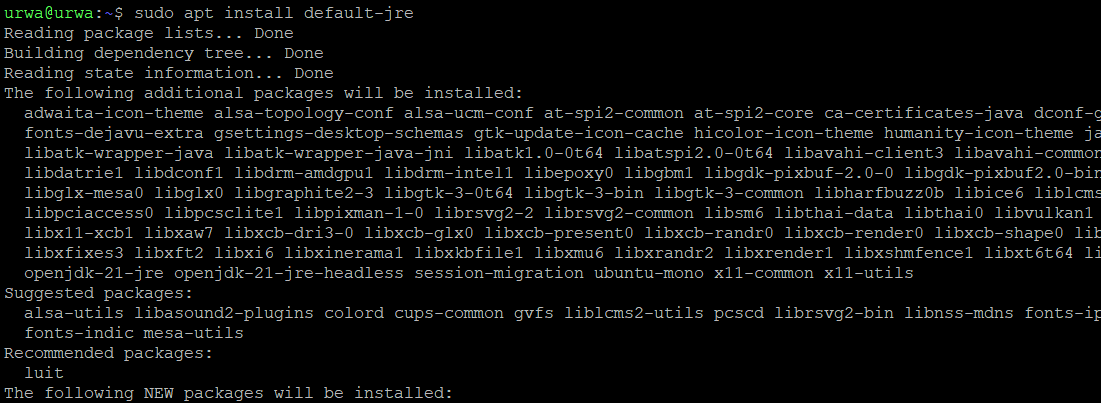 urwa@urwa:~$ sudo apt install default-jre
Reading package lists... Done
Building dependency tree... Done
Reading state information... Done
The following additional packages will be installed:
  adwaita-icon-theme alsa-topology-conf alsa-ucm-conf at-spi2-common at-spi2-core ca-certificates-java dconf-g
  fonts-dejavu-extra gsettings-desktop-schemas gtk-update-icon-cache hicolor-icon-theme humanity-icon-theme ja
  libatk-wrapper-java libatk-wrapper-java-jni libatk1.0-0t64 libatspi2.0-0t64 libavahi-client3 libavahi-common
  libdatrie1 libdconf1 libdrm-amdgpu1 libdrm-intel1 libepoxy0 libgbm1 libgdk-pixbuf-2.0-0 libgdk-pixbuf2.0-bin
  libglx-mesa0 libglx0 libgraphite2-3 libgtk-3-0t64 libgtk-3-bin libgtk-3-common libharfbuzz0b libice6 liblcms
  libpciaccess0 libpcsclite1 libpixman-1-0 librsvg2-2 librsvg2-common libsm6 libthai-data libthai0 libvulkan1
  libx11-xcb1 libxaw7 libxcb-dri3-0 libxcb-glx0 libxcb-present0 libxcb-randr0 libxcb-render0 libxcb-shape0 lib
  libxfixes3 libxft2 libxi6 libxinerama1 libxkbfile1 libxmu6 libxrandr2 libxrender1 libxshmfence1 libxt6t64 li
  openjdk-21-jre openjdk-21-jre-headless session-migration ubuntu-mono x11-common x11-utils
Suggested packages:
  alsa-utils libasound2-plugins colord cups-common gvfs liblcms2-utils pcscd librsvg2-bin libnss-mdns fonts-ip
  fonts-indic mesa-utils
Recommended packages:
  luit
The following NEW packages will be installed: